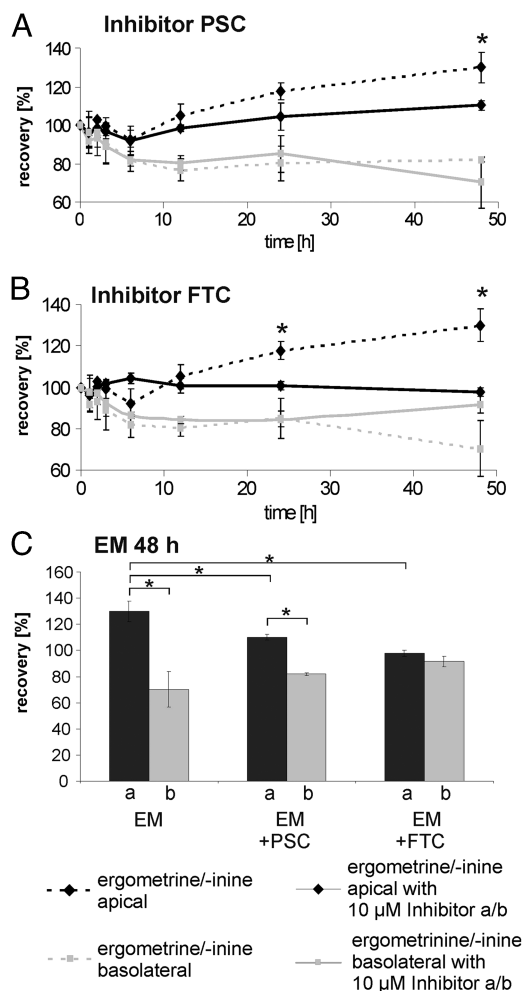 A
Inhibitor PSC
*
140
120
100
80
60
recovery [%]
0 10 20 30 40 50
time [h]
B
Inhibitor FTC
*
*
140
120
100
80
60
recovery [%]
0 10 20 30 40 50
time [h]
C
EM 48 h
*
*
*
*
160
140
120
100
80
60
40
20
0
recovery [%]
a b a b a b
EM EM EM
+PSC +FTC
ergometrine/-inine
apical
ergometrine/-inine
apical with
10 µM Inhibitor a/b
ergometrine/-inine
basolateral
ergometrinine/-inine
basolateral with
10 µM Inhibitor a/b